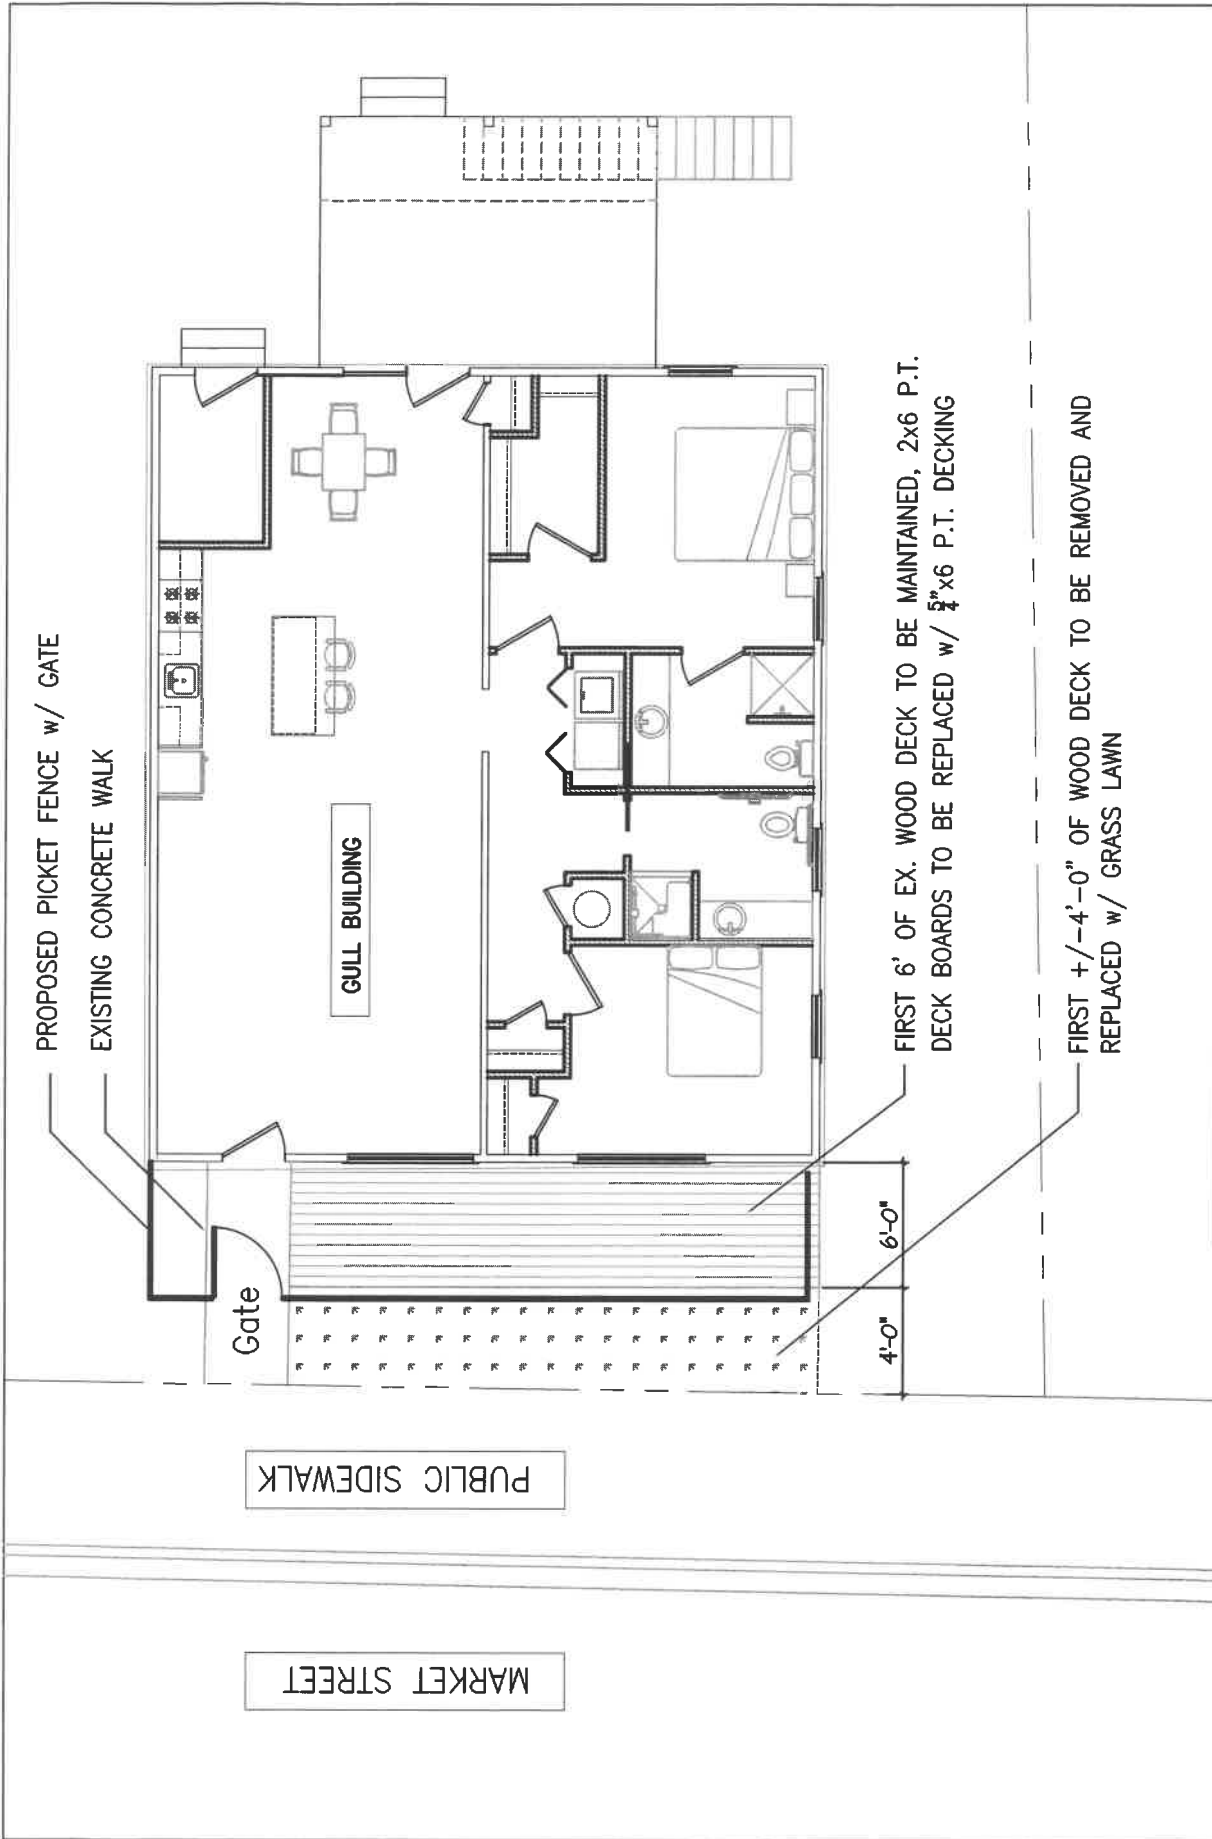 PROPOSED PICKET FENCE w/ GATE
EXISTING CONCRETE WALK
GULL BUILDING
Gate
FIRST 6' OF EX. WOOD DECK TO BE MAINTAINED, 2x6 P.T.
DECK BOARDS TO BE REPLACED w/ 5/4"x6 P.T. DECKING
FIRST +/-4'-0" OF WOOD DECK TO BE REMOVED AND
REPLACED w/ GRASS LAWN
6'-0"
4'-0"
PUBLIC SIDEWALK
MARKET STREET